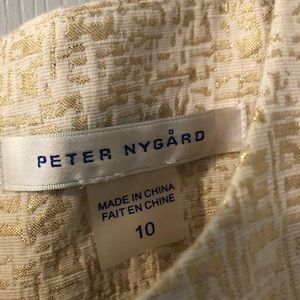 PETER NYGÅRD
MADE IN CHINA
FAIT EN CHINE
10